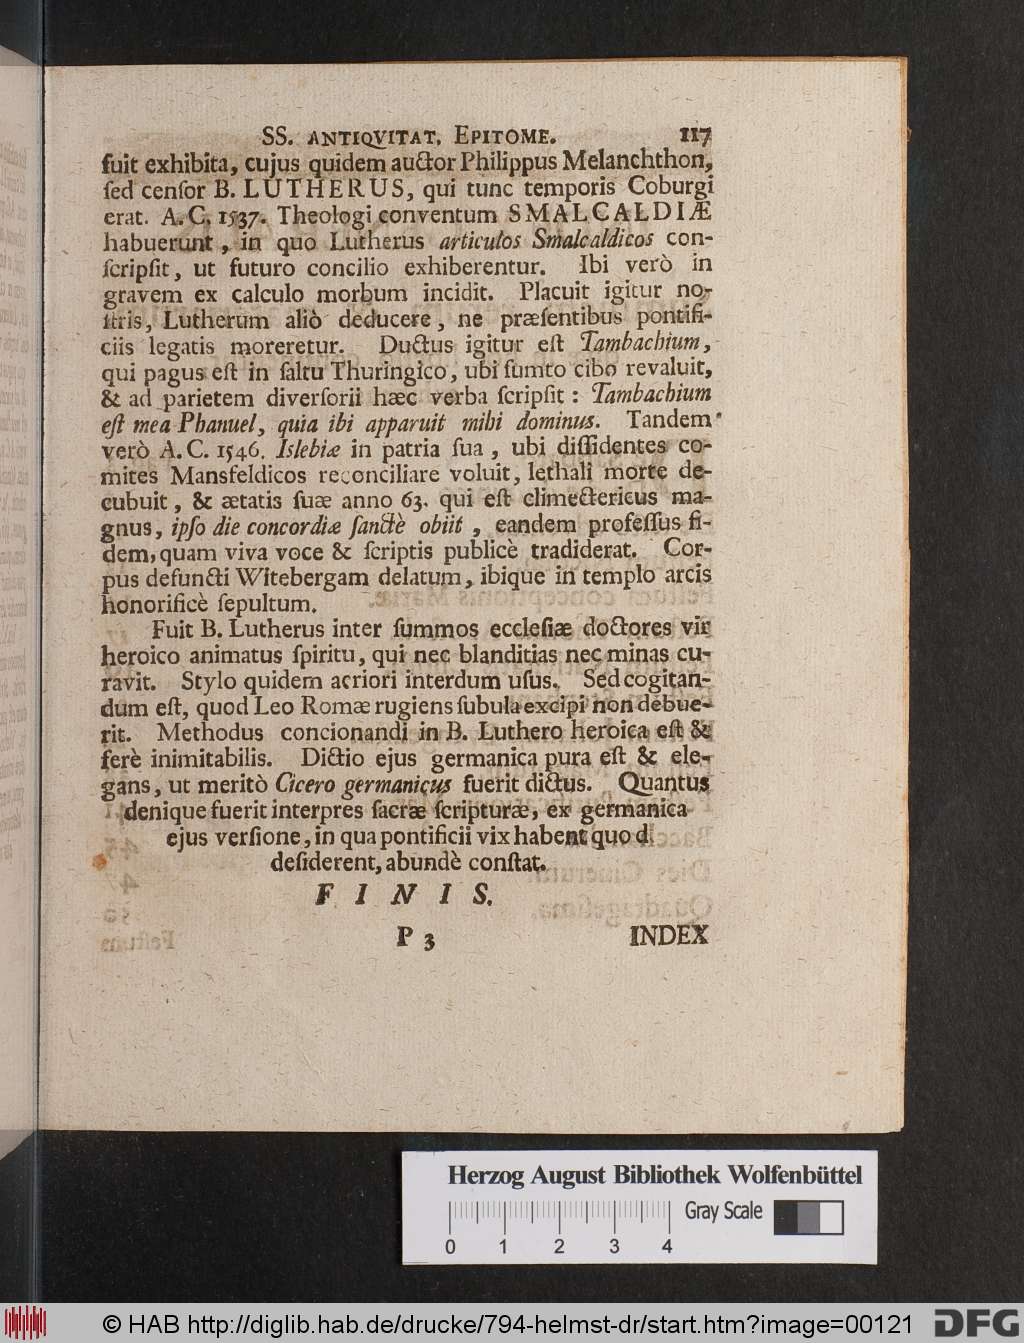 SS. ANTIQVITAT. EPITOME. 117
fuit exhibita, cujus quidem auctor Philippus Melanchthon,
ſed cenſor B. LUTHERUS, qui tunc temporis Coburgi
erat. A. C. 1537. Theologi conventum SMALCALDIÆ
habuerunt, in quo Lutherus articulos Smalcaldicos con-
ſcripſit, ut futuro concilio exhiberentur. Ibi verò in
gravem ex calculo morbum incidit. Placuit igitur no-
ſtris, Lutherum aliò deducere, ne præſentibus pontifi-
ciis legatis moreretur. Ductus igitur eſt Tambachium,
qui pagus eſt in ſaltu Thuringico, ubi ſumto cibo revaluit,
& ad parietem diverſorii hæc verba ſcripſit: Tambachium
eſt mea Phanuel, quia ibi apparuit mihi dominus. Tandem
verò A. C. 1546. Islebiæ in patria ſua, ubi diſſidentes co-
mites Mansfeldicos reconciliare voluit, lethali morte de-
cubuit, & ætatis ſuæ anno 63. qui eſt climectericus ma-
gnus, ipſo die concordiæ ſanctè obiit, eandem profeſſus fi-
dem, quam viva voce & ſcriptis publicè tradiderat. Cor-
pus defuncti Witebergam delatum, ibique in templo arcis
honorificè ſepultum.
Fuit B. Lutherus inter ſummos eccleſiæ doctores vir
heroico animatus ſpiritu, qui nec blanditias nec minas cu-
ravit. Stylo quidem acriori interdum uſus. Sed cogitan-
dum eſt, quod Leo Romæ rugiens ſubula excipi non debue-
rit. Methodus concionandi in B. Luthero heroica eſt &
ferè inimitabilis. Dictio ejus germanica pura eſt & ele-
gans, ut meritò Cicero germanicus fuerit dictus. Quantus
denique fuerit interpres ſacræ ſcripturæ, ex germanica
ejus verſione, in qua pontificii vix habent quod
deſiderent, abundè conſtat.
FINIS.
P 3 INDEX
Herzog August Bibliothek Wolfenbüttel
Gray Scale
0 1 2 3 4
© HAB http://diglib.hab.de/drucke/794-helmst-dr/start.htm?image=00121
DFG